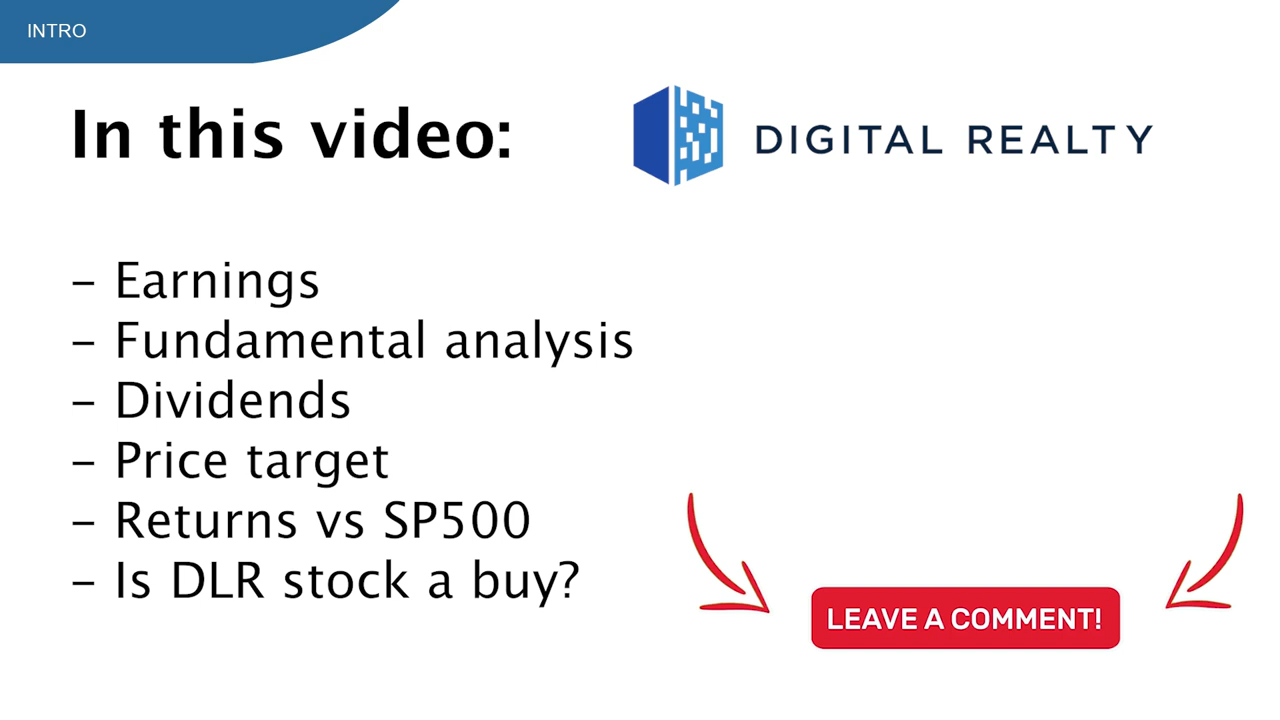 INTRO
In this video:
DIGITAL REALTY
– Earnings
– Fundamental analysis
– Dividends
– Price target
– Returns vs SP500
– Is DLR stock a buy?
LEAVE A COMMENT!